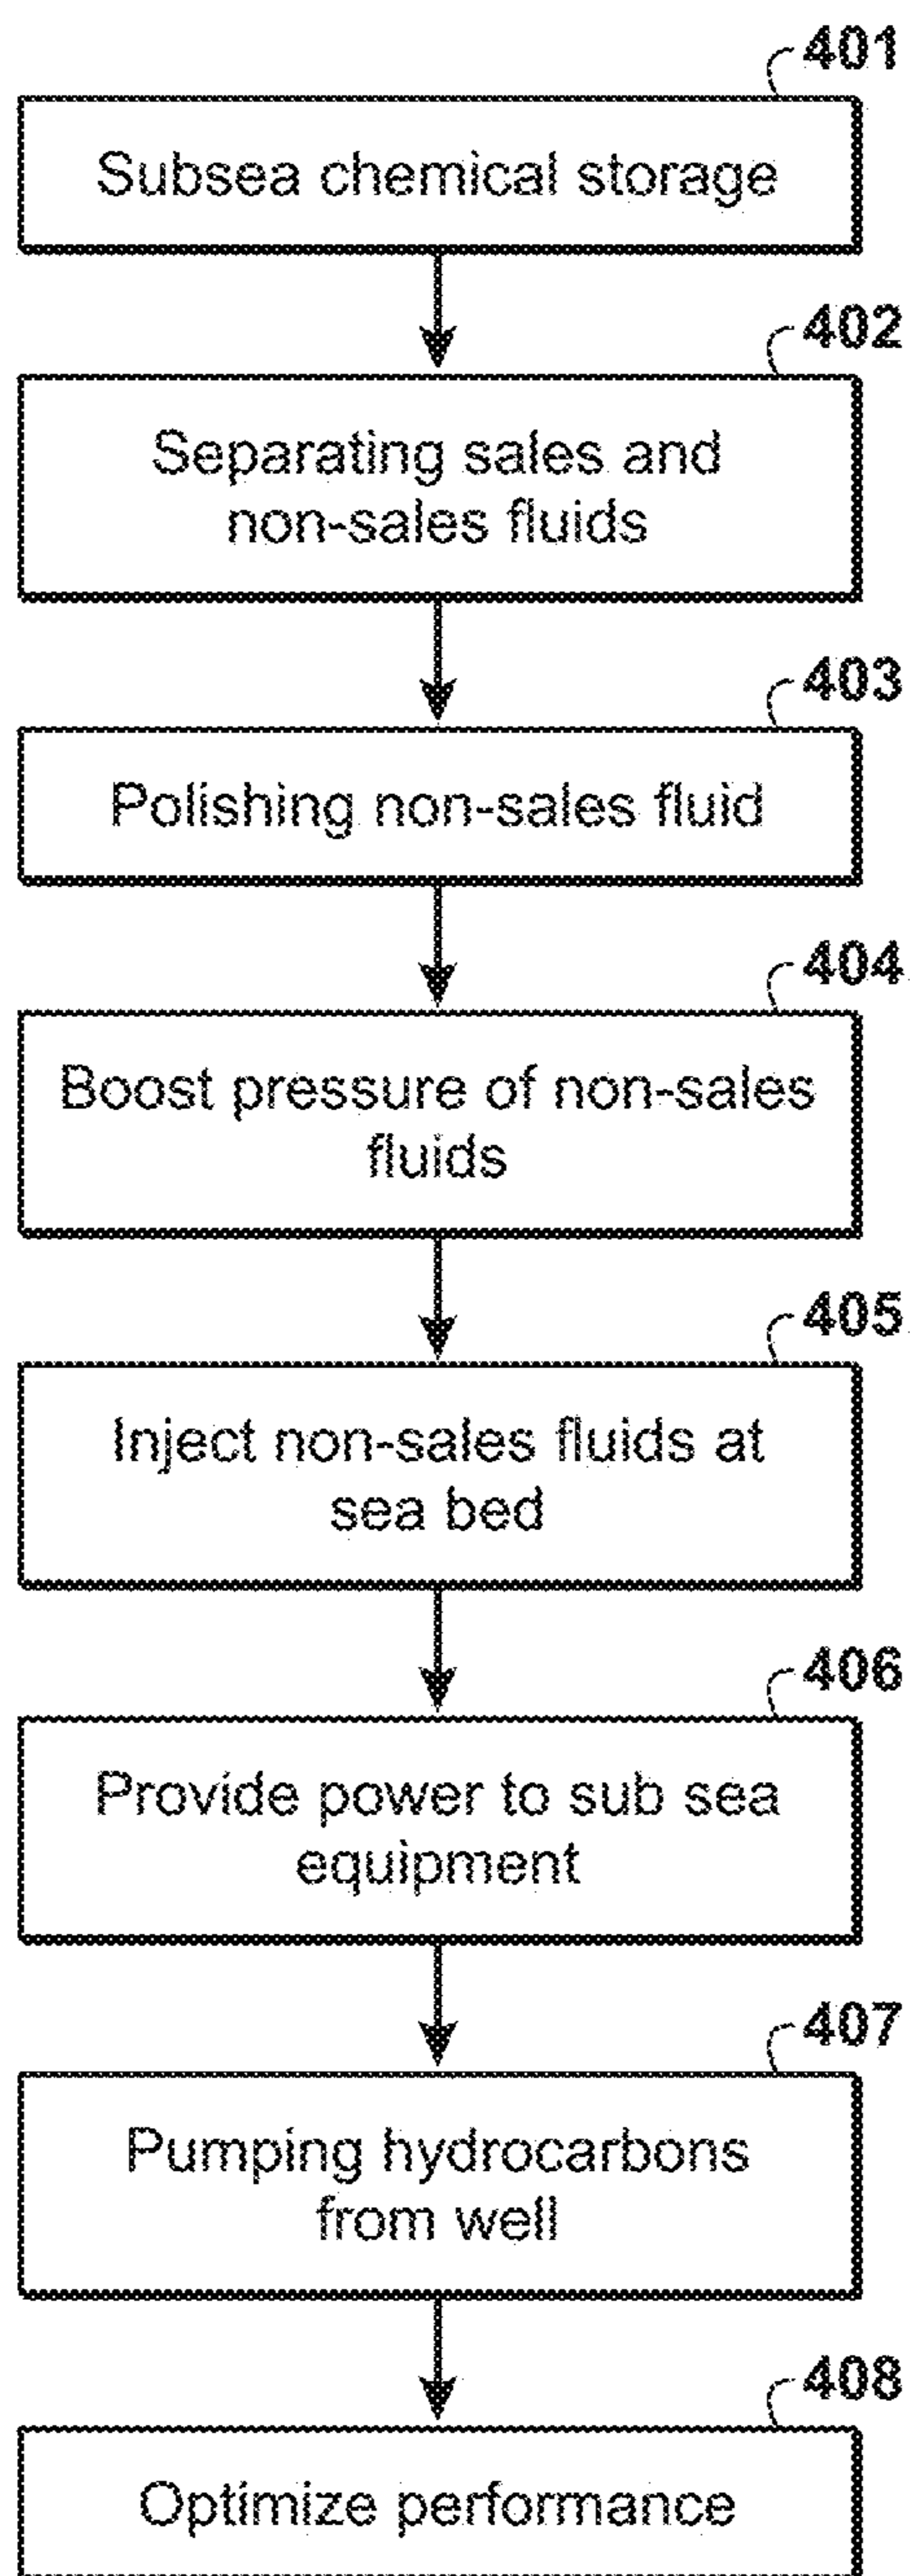 401
Subsea chemical storage
402
Separating sales and
non-sales fluids
403
Polishing non-sales fluid
404
Boost pressure of non-sales
fluids
405
Inject non-sales fluids at
sea bed
406
Provide power to sub sea
equipment
407
Pumping hydrocarbons
from well
408
Optimize performance